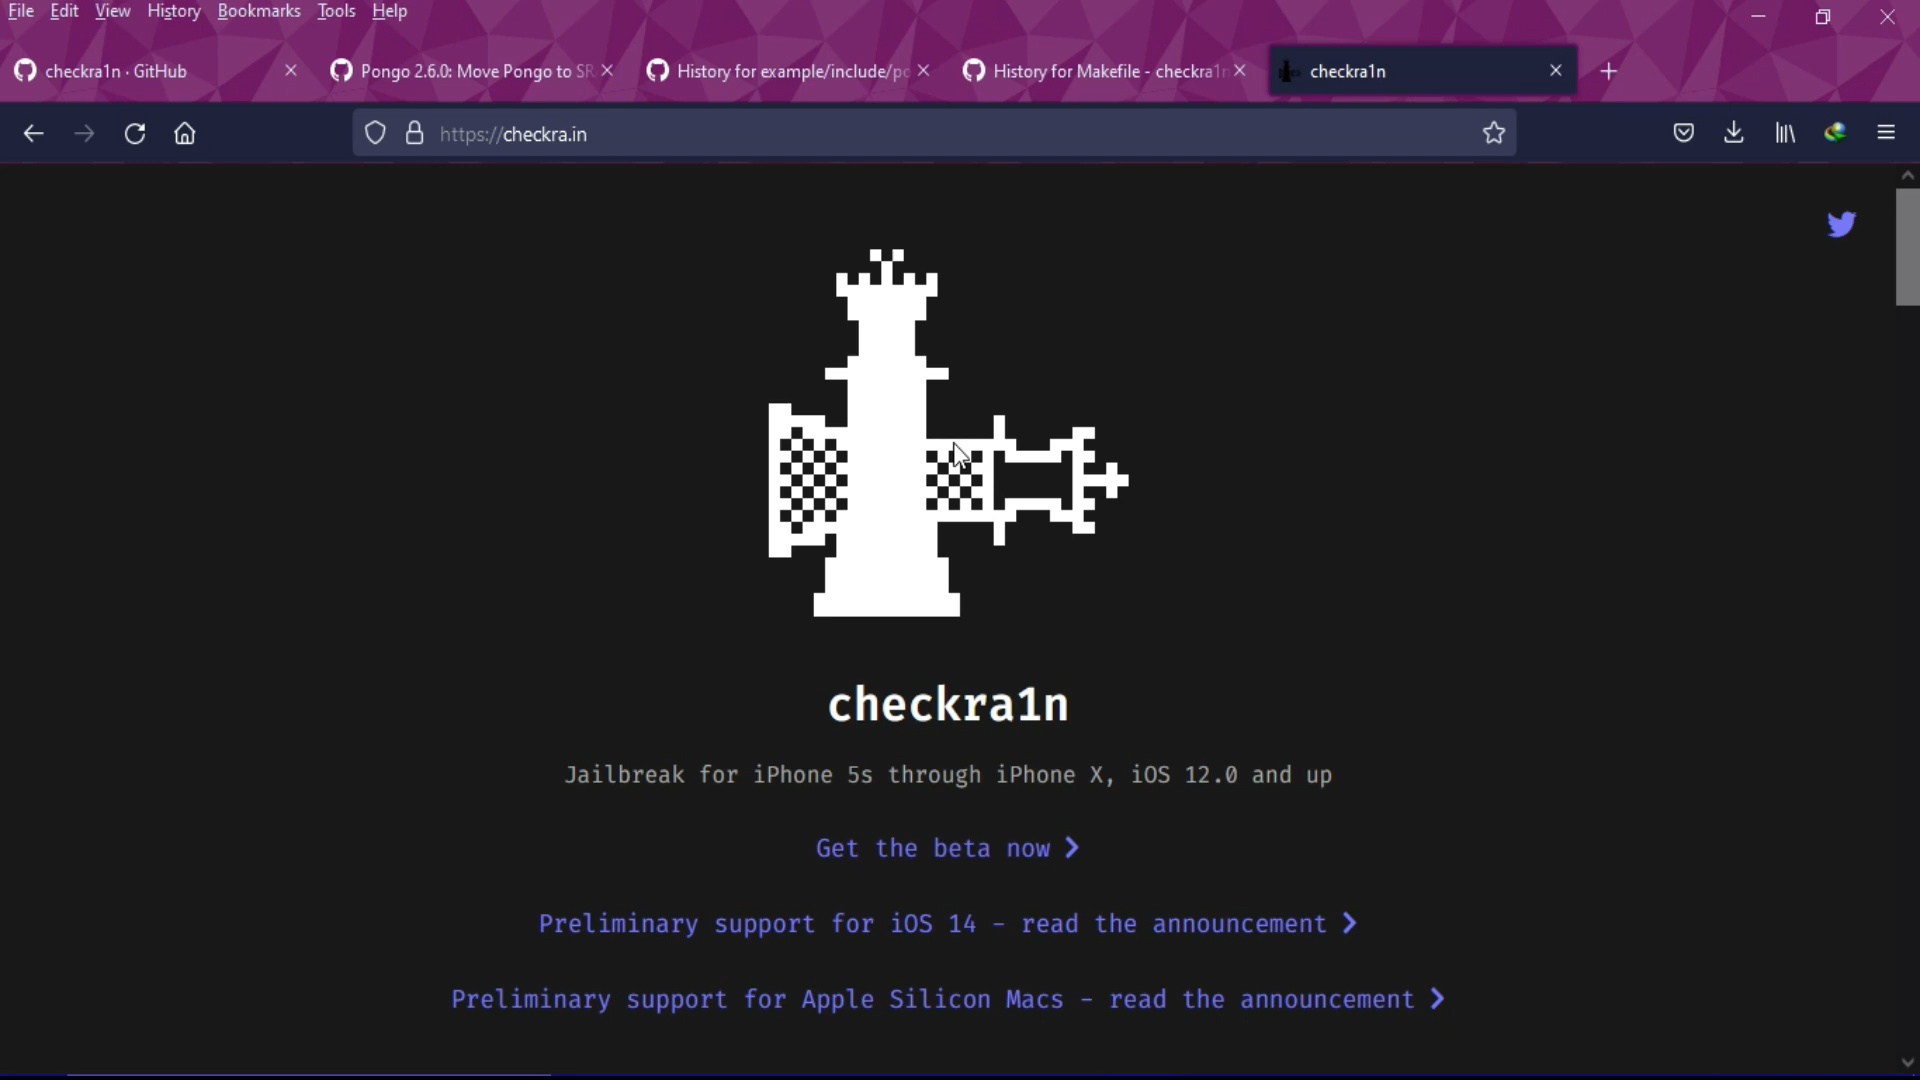 File Edit View History Bookmarks Tools Help
checkra1n · GitHub
Pongo 2.6.0: Move Pongo to SR
History for example/include/po
History for Makefile - checkra1n
checkra1n
https://checkra.in
checkra1n
Jailbreak for iPhone 5s through iPhone X, iOS 12.0 and up
Get the beta now
Preliminary support for iOS 14 – read the announcement
Preliminary support for Apple Silicon Macs – read the announcement